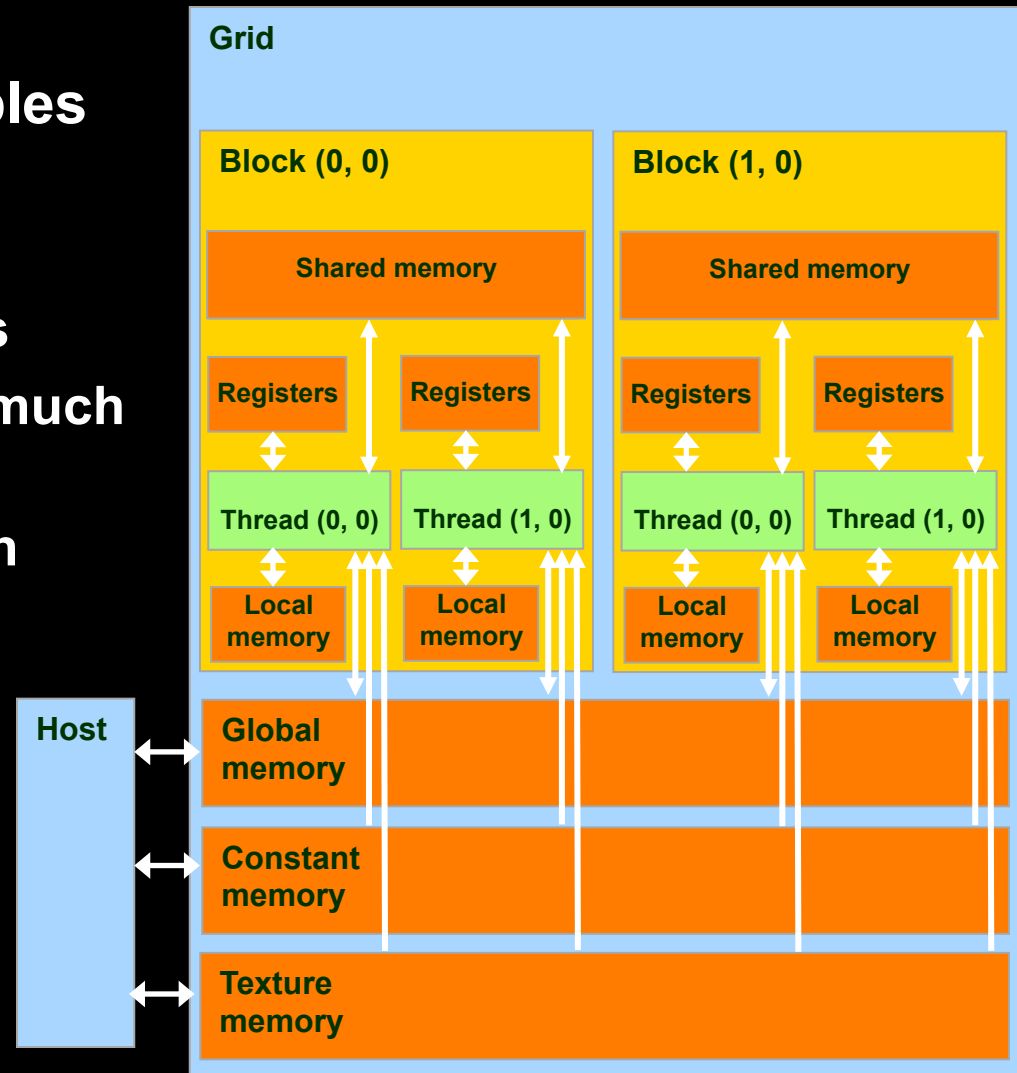 s
much
n
Grid
Block (0, 0)
Shared memory
Registers
Registers
Thread (0, 0)
Thread (1, 0)
Local
memory
Local
memory
Block (1, 0)
Shared memory
Registers
Registers
Thread (0, 0)
Thread (1, 0)
Local
memory
Local
memory
Host
Global
memory
Constant
memory
Texture
memory